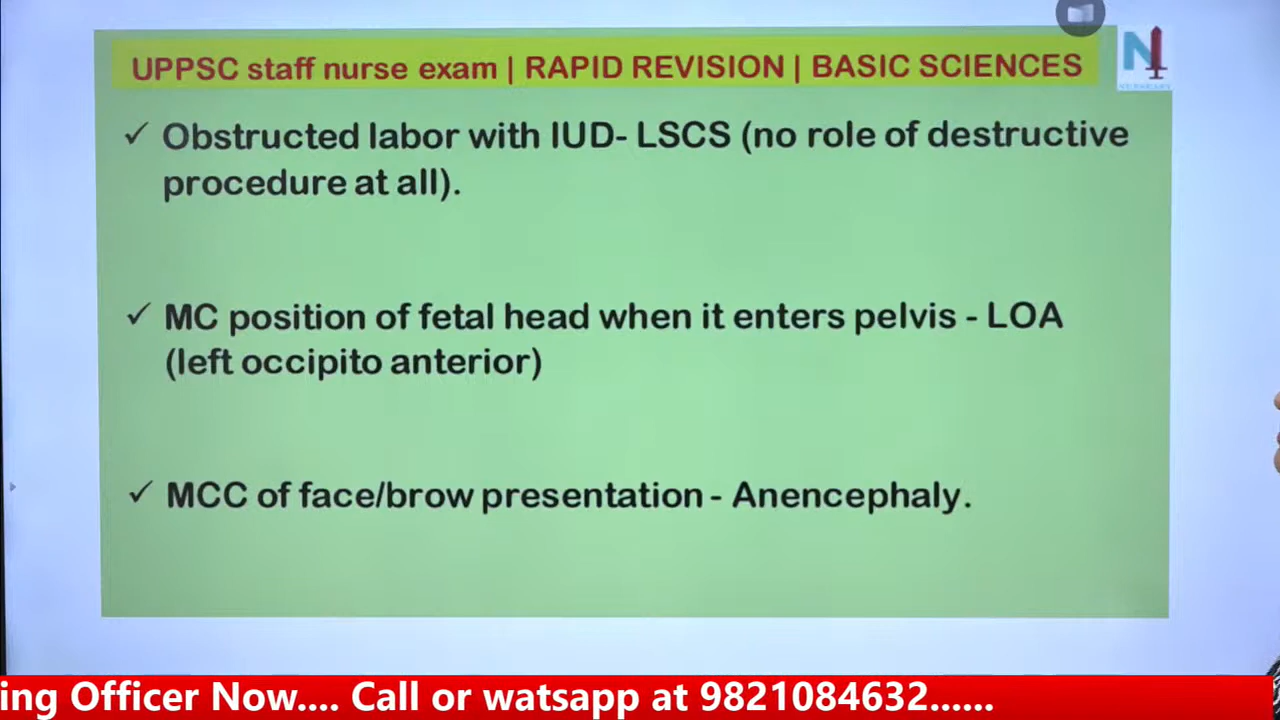 UPPSC staff nurse exam | RAPID REVISION | BASIC SCIENCES
N
✓ Obstructed labor with IUD- LSCS (no role of destructive
procedure at all).
✓ MC position of fetal head when it enters pelvis - LOA
(left occipito anterior)
✓ MCC of face/brow presentation - Anencephaly.
ing Officer Now.... Call or watsapp at 9821084632......